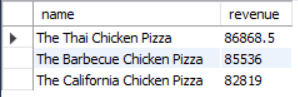 name revenue
The Thai Chicken Pizza 86868.5
The Barbecue Chicken Pizza 85536
The California Chicken Pizza 82819